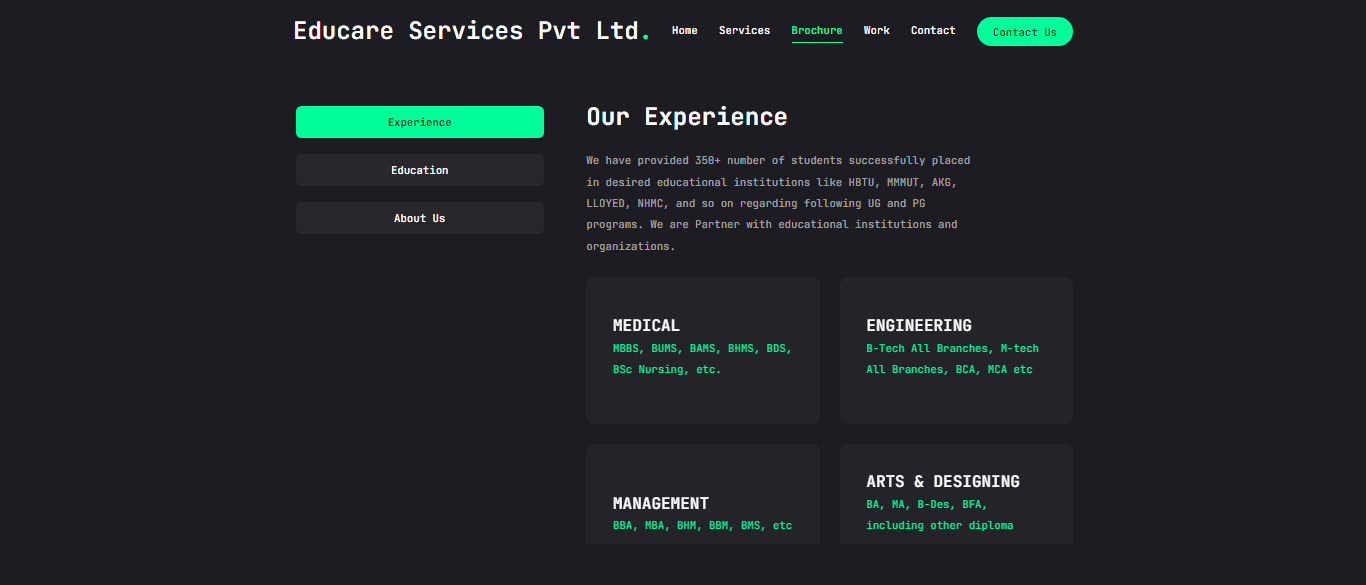 Educare Services Pvt Ltd.
Home Services Brochure Work Contact Contact Us
Experience
Education
About Us
Our Experience
We have provided 350+ number of students successfully placed
in desired educational institutions like HBTU, MMMUT, AKG,
LLOYED, NHMC, and so on regarding following UG and PG
programs. We are Partner with educational institutions and
organizations.
MEDICAL
MBBS, BUMS, BAMS, BHMS, BDS,
BSc Nursing, etc.
ENGINEERING
B-Tech All Branches, M-tech
All Branches, BCA, MCA etc
MANAGEMENT
BBA, MBA, BHM, BBM, BMS, etc
ARTS & DESIGNING
BA, MA, B-Des, BFA,
including other diploma